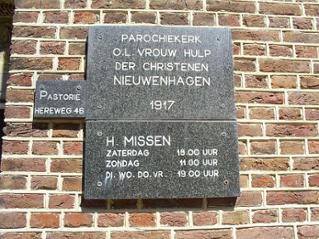 PAROCHIEKERK
O.L. VROUW HULP
DER CHRISTENEN
NIEUWENHAGEN
1917
PASTORIE
HEREWEG 46
H. MISSEN
ZATERDAG 18.00 UUR
ZONDAG 11.00 UUR
DI. WO. DO. VR. 19.00 UUR